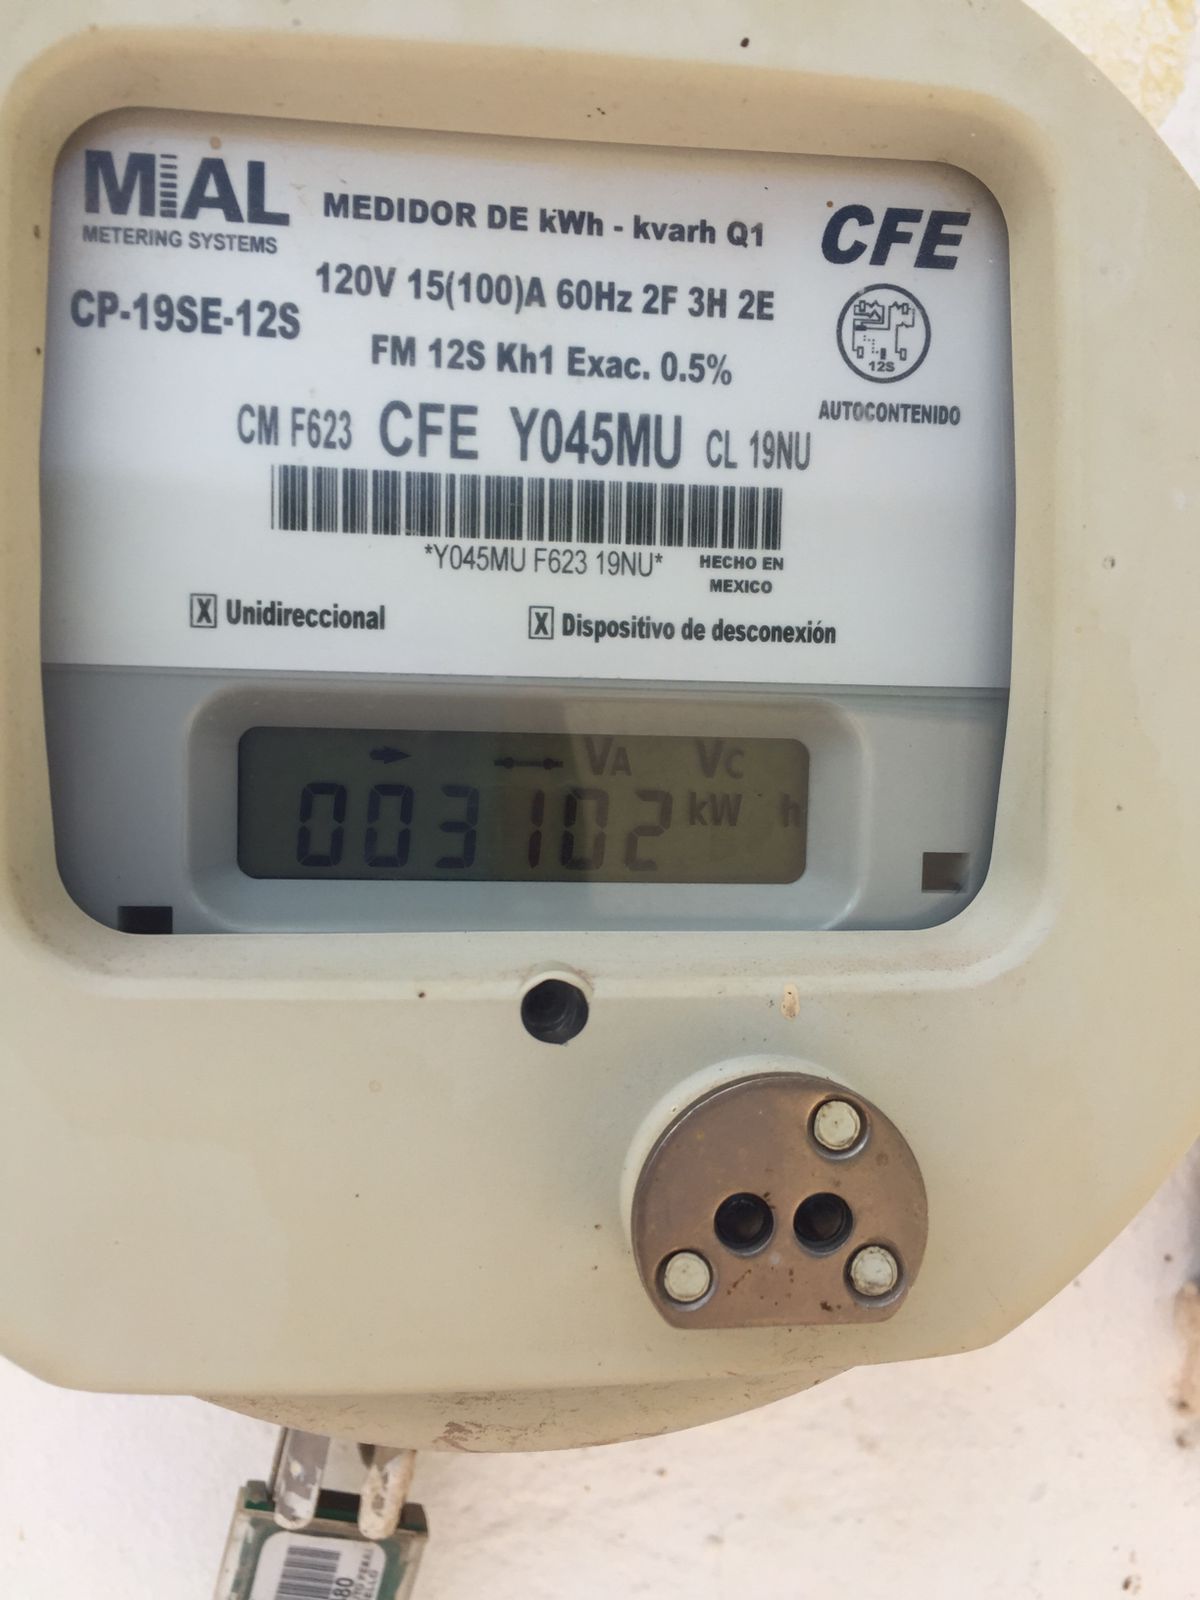 MIAL
METERING SYSTEMS
MEDIDOR DE kWh - kvarh Q1
CFE
CP-19SE-12S
120V 15(100)A 60Hz 2F 3H 2E
FM 12S Kh1 Exac. 0.5%
12S
AUTOCONTENIDO
CM F623 CFE Y045MU CL 19NU
*Y045MU F623 19NU*
HECHO EN
MEXICO
X Unidireccional
X Dispositivo de desconexión
VA VC
003102 kW h
80